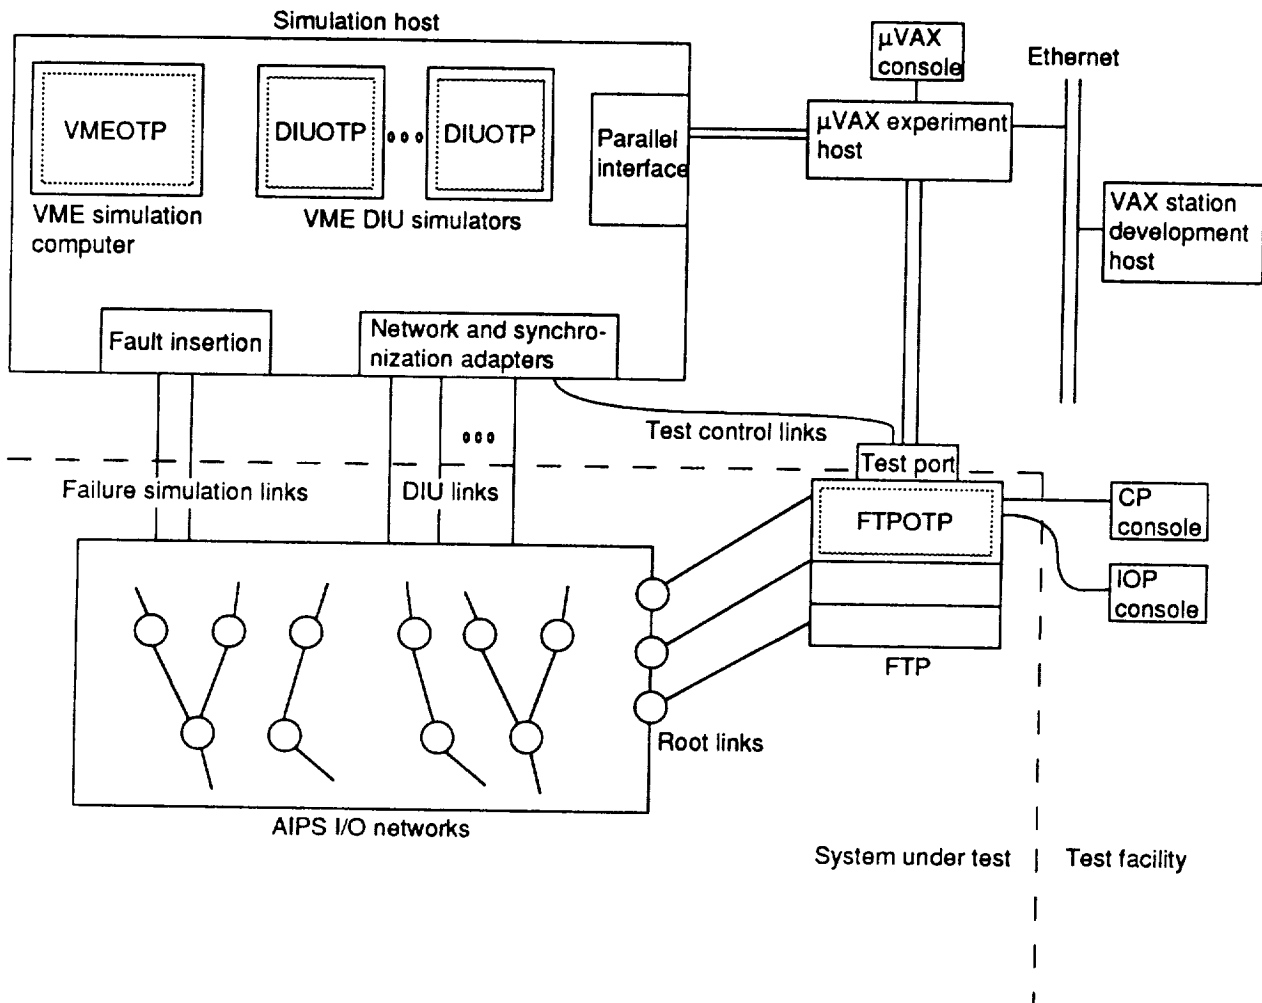 Simulation host
µVAX
console
Ethernet
VMEOTP
DIUOTP
DIUOTP
Parallel
interface
µVAX experiment
host
VME simulation
computer
VME DIU simulators
VAX station
development
host
Fault insertion
Network and synchro-
nization adapters
Test control links
Test port
Failure simulation links
DIU links
FTPOTP
CP
console
IOP
console
FTP
Root links
AIPS I/O networks
System under test
Test facility